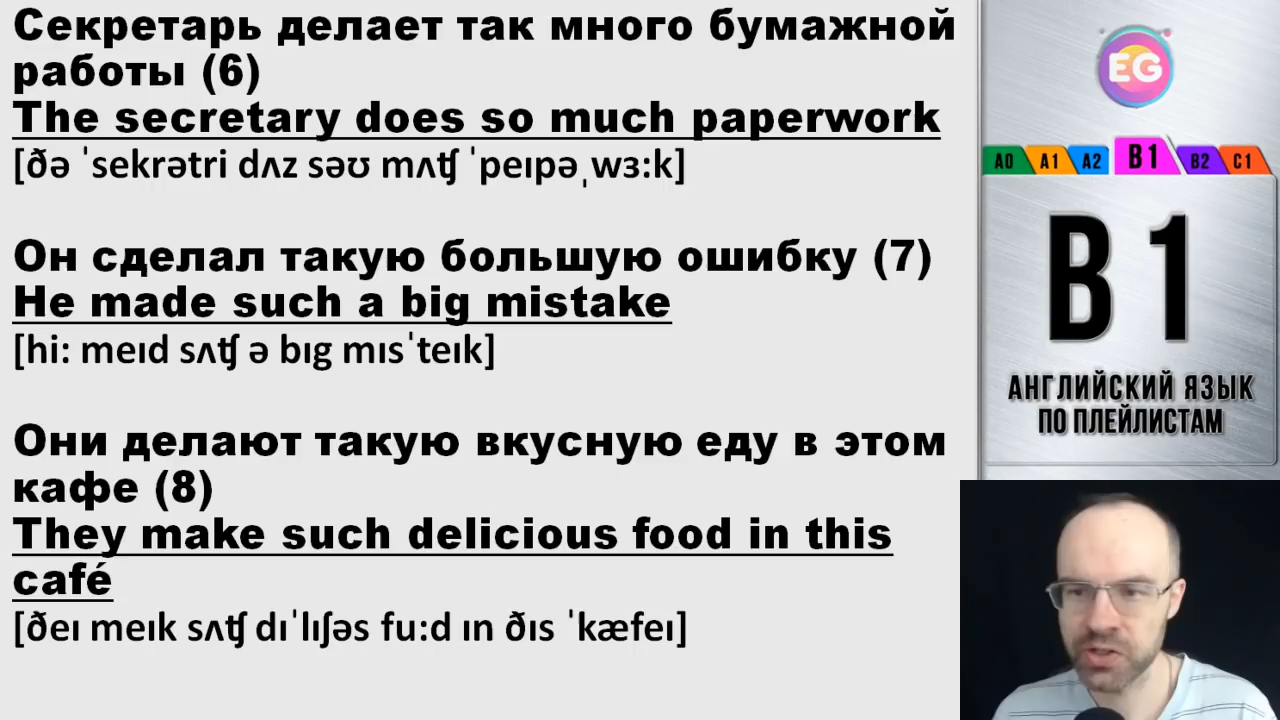 Секретарь делает так много бумажной
работы (6)
The secretary does so much paperwork
[ðə ˈsekrətri dʌz səʊ mʌʧ ˈpeɪpəˌwɜ:k]
Он сделал такую большую ошибку (7)
He made such a big mistake
[hi: meɪd sʌʧ ə bɪg mɪsˈteɪk]
Они делают такую вкусную еду в этом
кафе (8)
They make such delicious food in this
café
[ðeɪ meɪk sʌʧ dɪˈlɪʃəs fu:d ɪn ðɪs ˈkæfeɪ]
EG
A0 A1 A2 B1 B2 C1
B1
АНГЛИЙСКИЙ ЯЗЫК
ПО ПЛЕЙЛИСТАМ